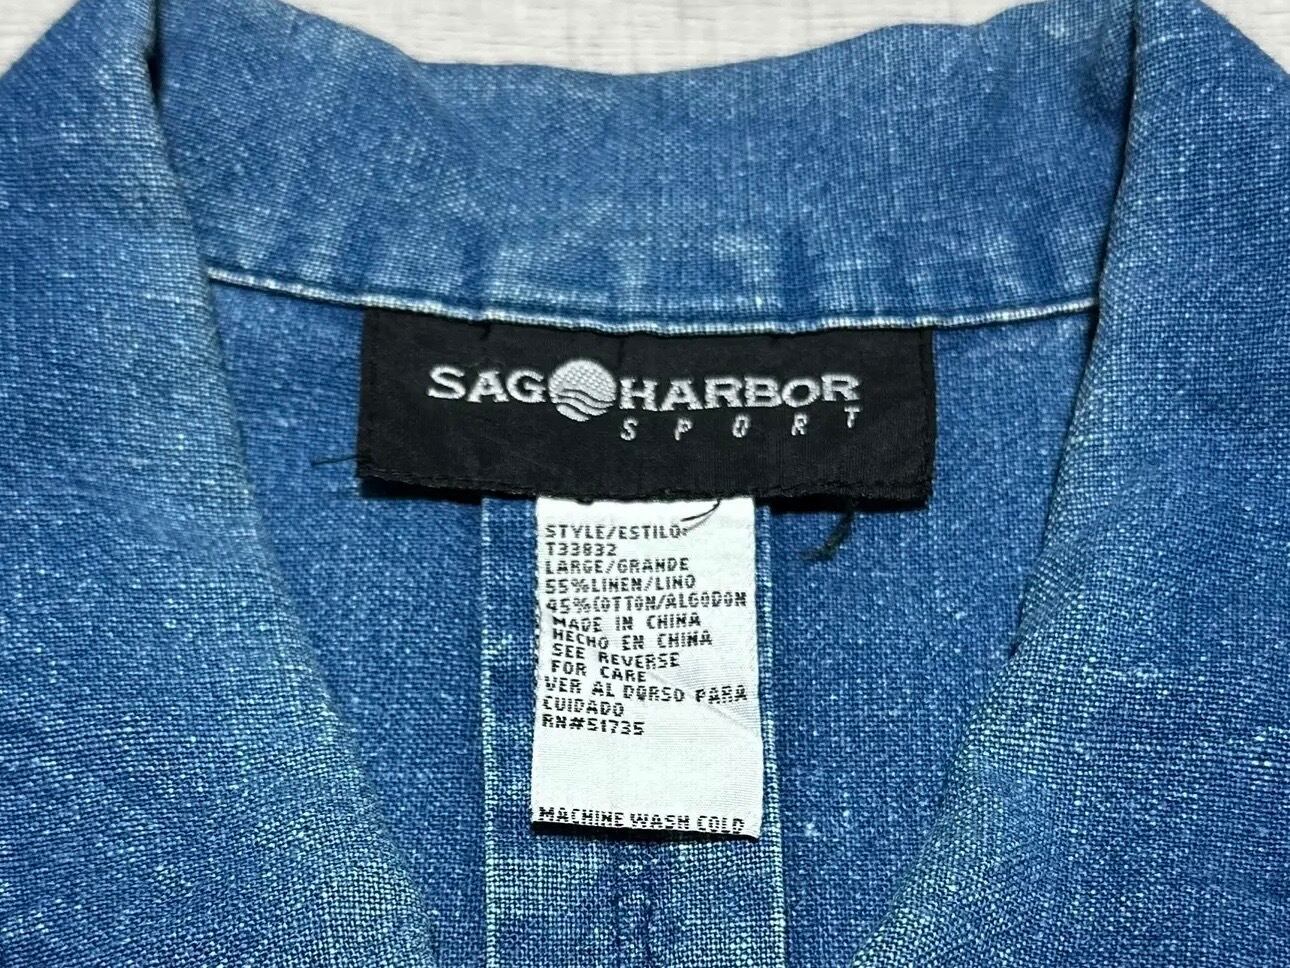 SAG HARBOR
SPORT
STYLE/ESTILO:
T33832
LARGE/GRANDE
55%LINEN/LINO
45%COTTON/ALGODON
MADE IN CHINA
HECHO EN CHINA
SEE REVERSE
FOR CARE
VER AL DORSO PARA
CUIDADO
RN#51735
MACHINE WASH COLD